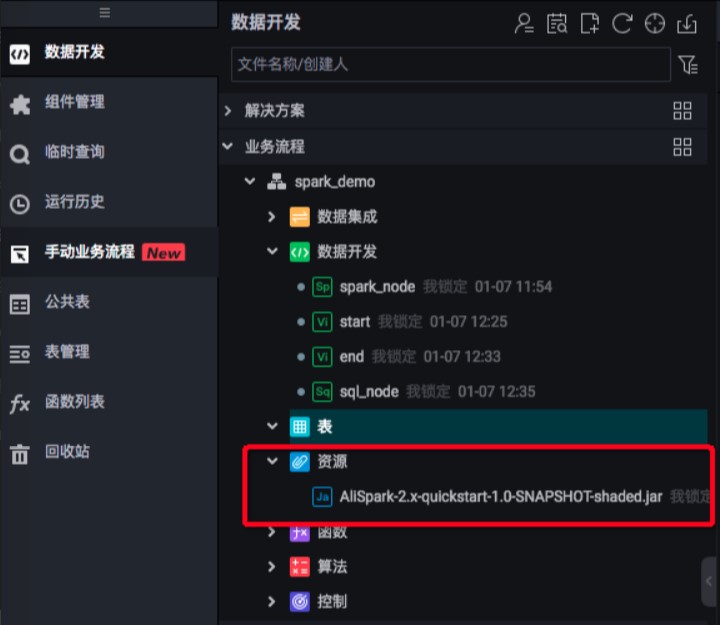 数据开发
组件管理
临时查询
运行历史
手动业务流程 New
公共表
表管理
函数列表
回收站
数据开发
文件名称/创建人
解决方案
业务流程
spark_demo
数据集成
数据开发
Sp spark_node 我锁定 01-07 11:54
Vi start 我锁定 01-07 12:25
Vi end 我锁定 01-07 12:33
Sq sql_node 我锁定 01-07 12:35
表
资源
Ja AliSpark-2.x-quickstart-1.0-SNAPSHOT-shaded.jar 我锁定
函数
算法
控制